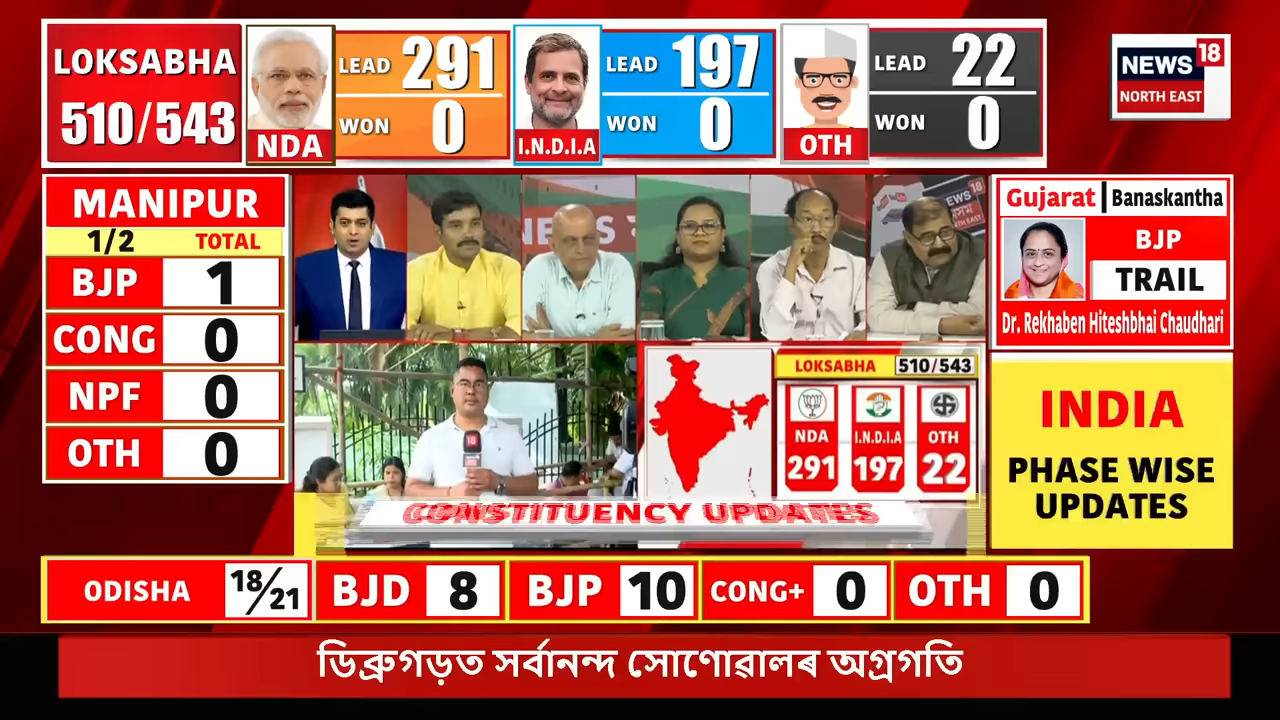 LOKSABHA
510/543
NDA
LEAD 291
WON 0
I.N.D.I.A
LEAD 197
WON 0
OTH
LEAD 22
WON 0
NEWS 18
NORTH EAST
MANIPUR
1/2 TOTAL
BJP 1
CONG 0
NPF 0
OTH 0
Gujarat | Banaskantha
BJP
TRAIL
Dr. Rekhaben Hiteshbhai Chaudhari
LOKSABHA 510/543
NDA I.N.D.I.A OTH
291 197 22
INDIA
PHASE WISE
UPDATES
CONSTITUENCY UPDATES
ODISHA 18/21 BJD 8 BJP 10 CONG+ 0 OTH 0
ডিব্ৰুগড়ত সৰ্বানন্দ সোণোৱালৰ অগ্ৰগতি